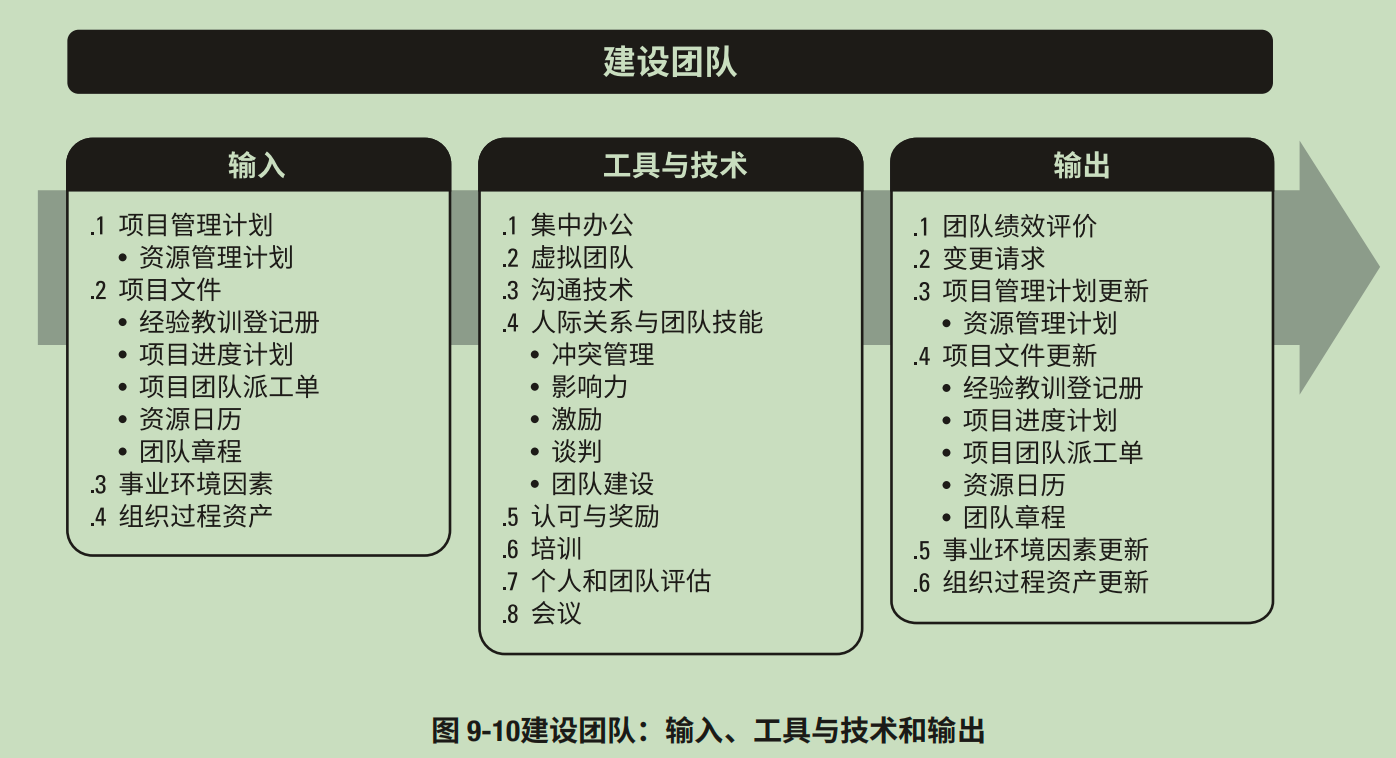 建设团队
输入
.1 项目管理计划
• 资源管理计划
.2 项目文件
• 经验教训登记册
• 项目进度计划
• 项目团队派工单
• 资源日历
• 团队章程
.3 事业环境因素
.4 组织过程资产
工具与技术
.1 集中办公
.2 虚拟团队
.3 沟通技术
.4 人际关系与团队技能
• 冲突管理
• 影响力
• 激励
• 谈判
• 团队建设
.5 认可与奖励
.6 培训
.7 个人和团队评估
.8 会议
输出
.1 团队绩效评价
.2 变更请求
.3 项目管理计划更新
• 资源管理计划
.4 项目文件更新
• 经验教训登记册
• 项目进度计划
• 项目团队派工单
• 资源日历
• 团队章程
.5 事业环境因素更新
.6 组织过程资产更新
图 9-10建设团队：输入、工具与技术和输出